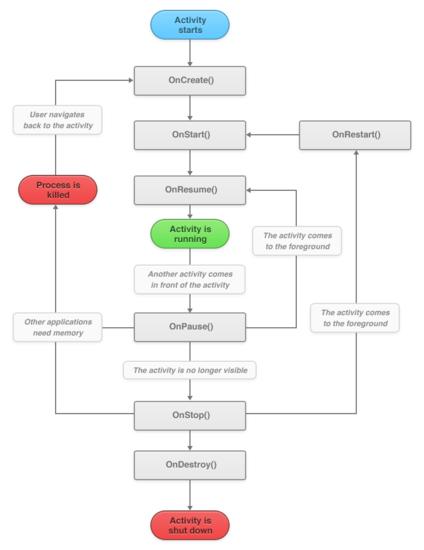 Activity
starts
OnCreate()
User navigates
back to the activity
OnStart()
OnRestart()
Process is
killed
OnResume()
Activity is
running
The activity comes
to the foreground
Another activity comes
in front of the activity
The activity comes
to the foreground
Other applications
need memory
OnPause()
The activity is no longer visible
OnStop()
OnDestroy()
Activity is
shut down